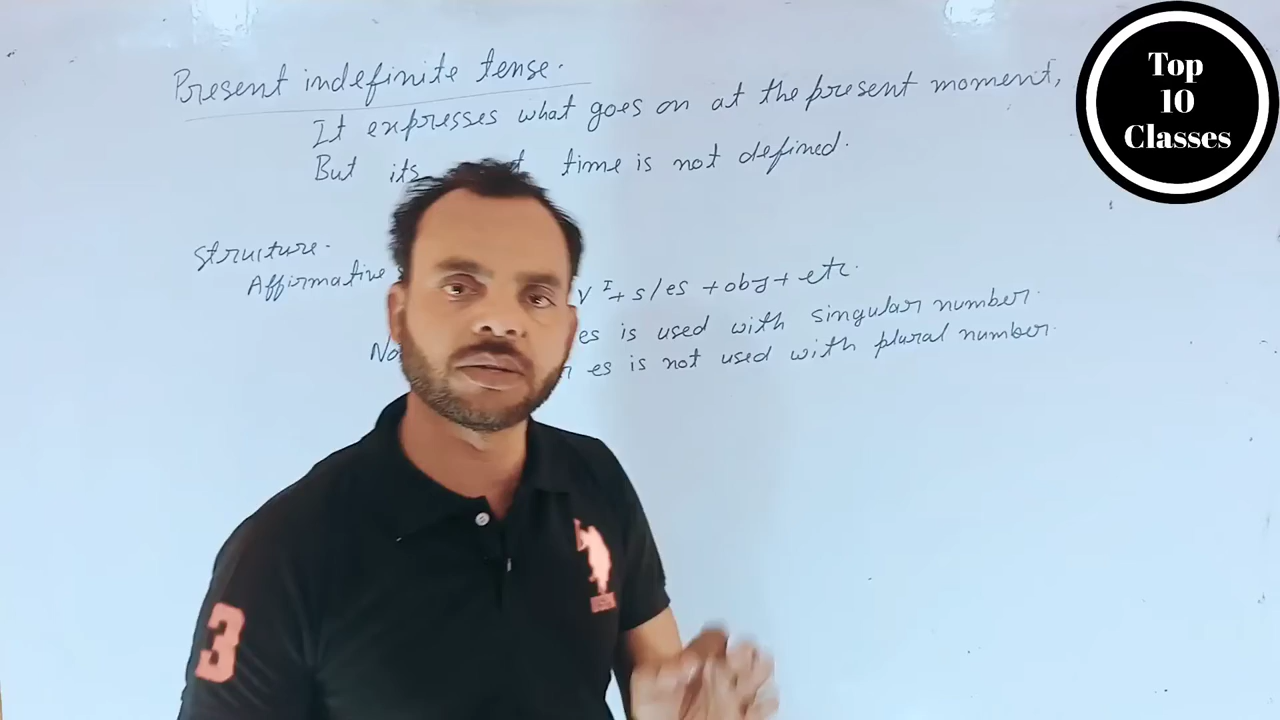 Present indefinite tense.
It expresses what goes on at the present moment,
But its time is not defined.
Structure.
Affirmative
V I + s/es + obj + etc.
es is used with singular number.
es is not used with plural number.
Top
10
Classes
3